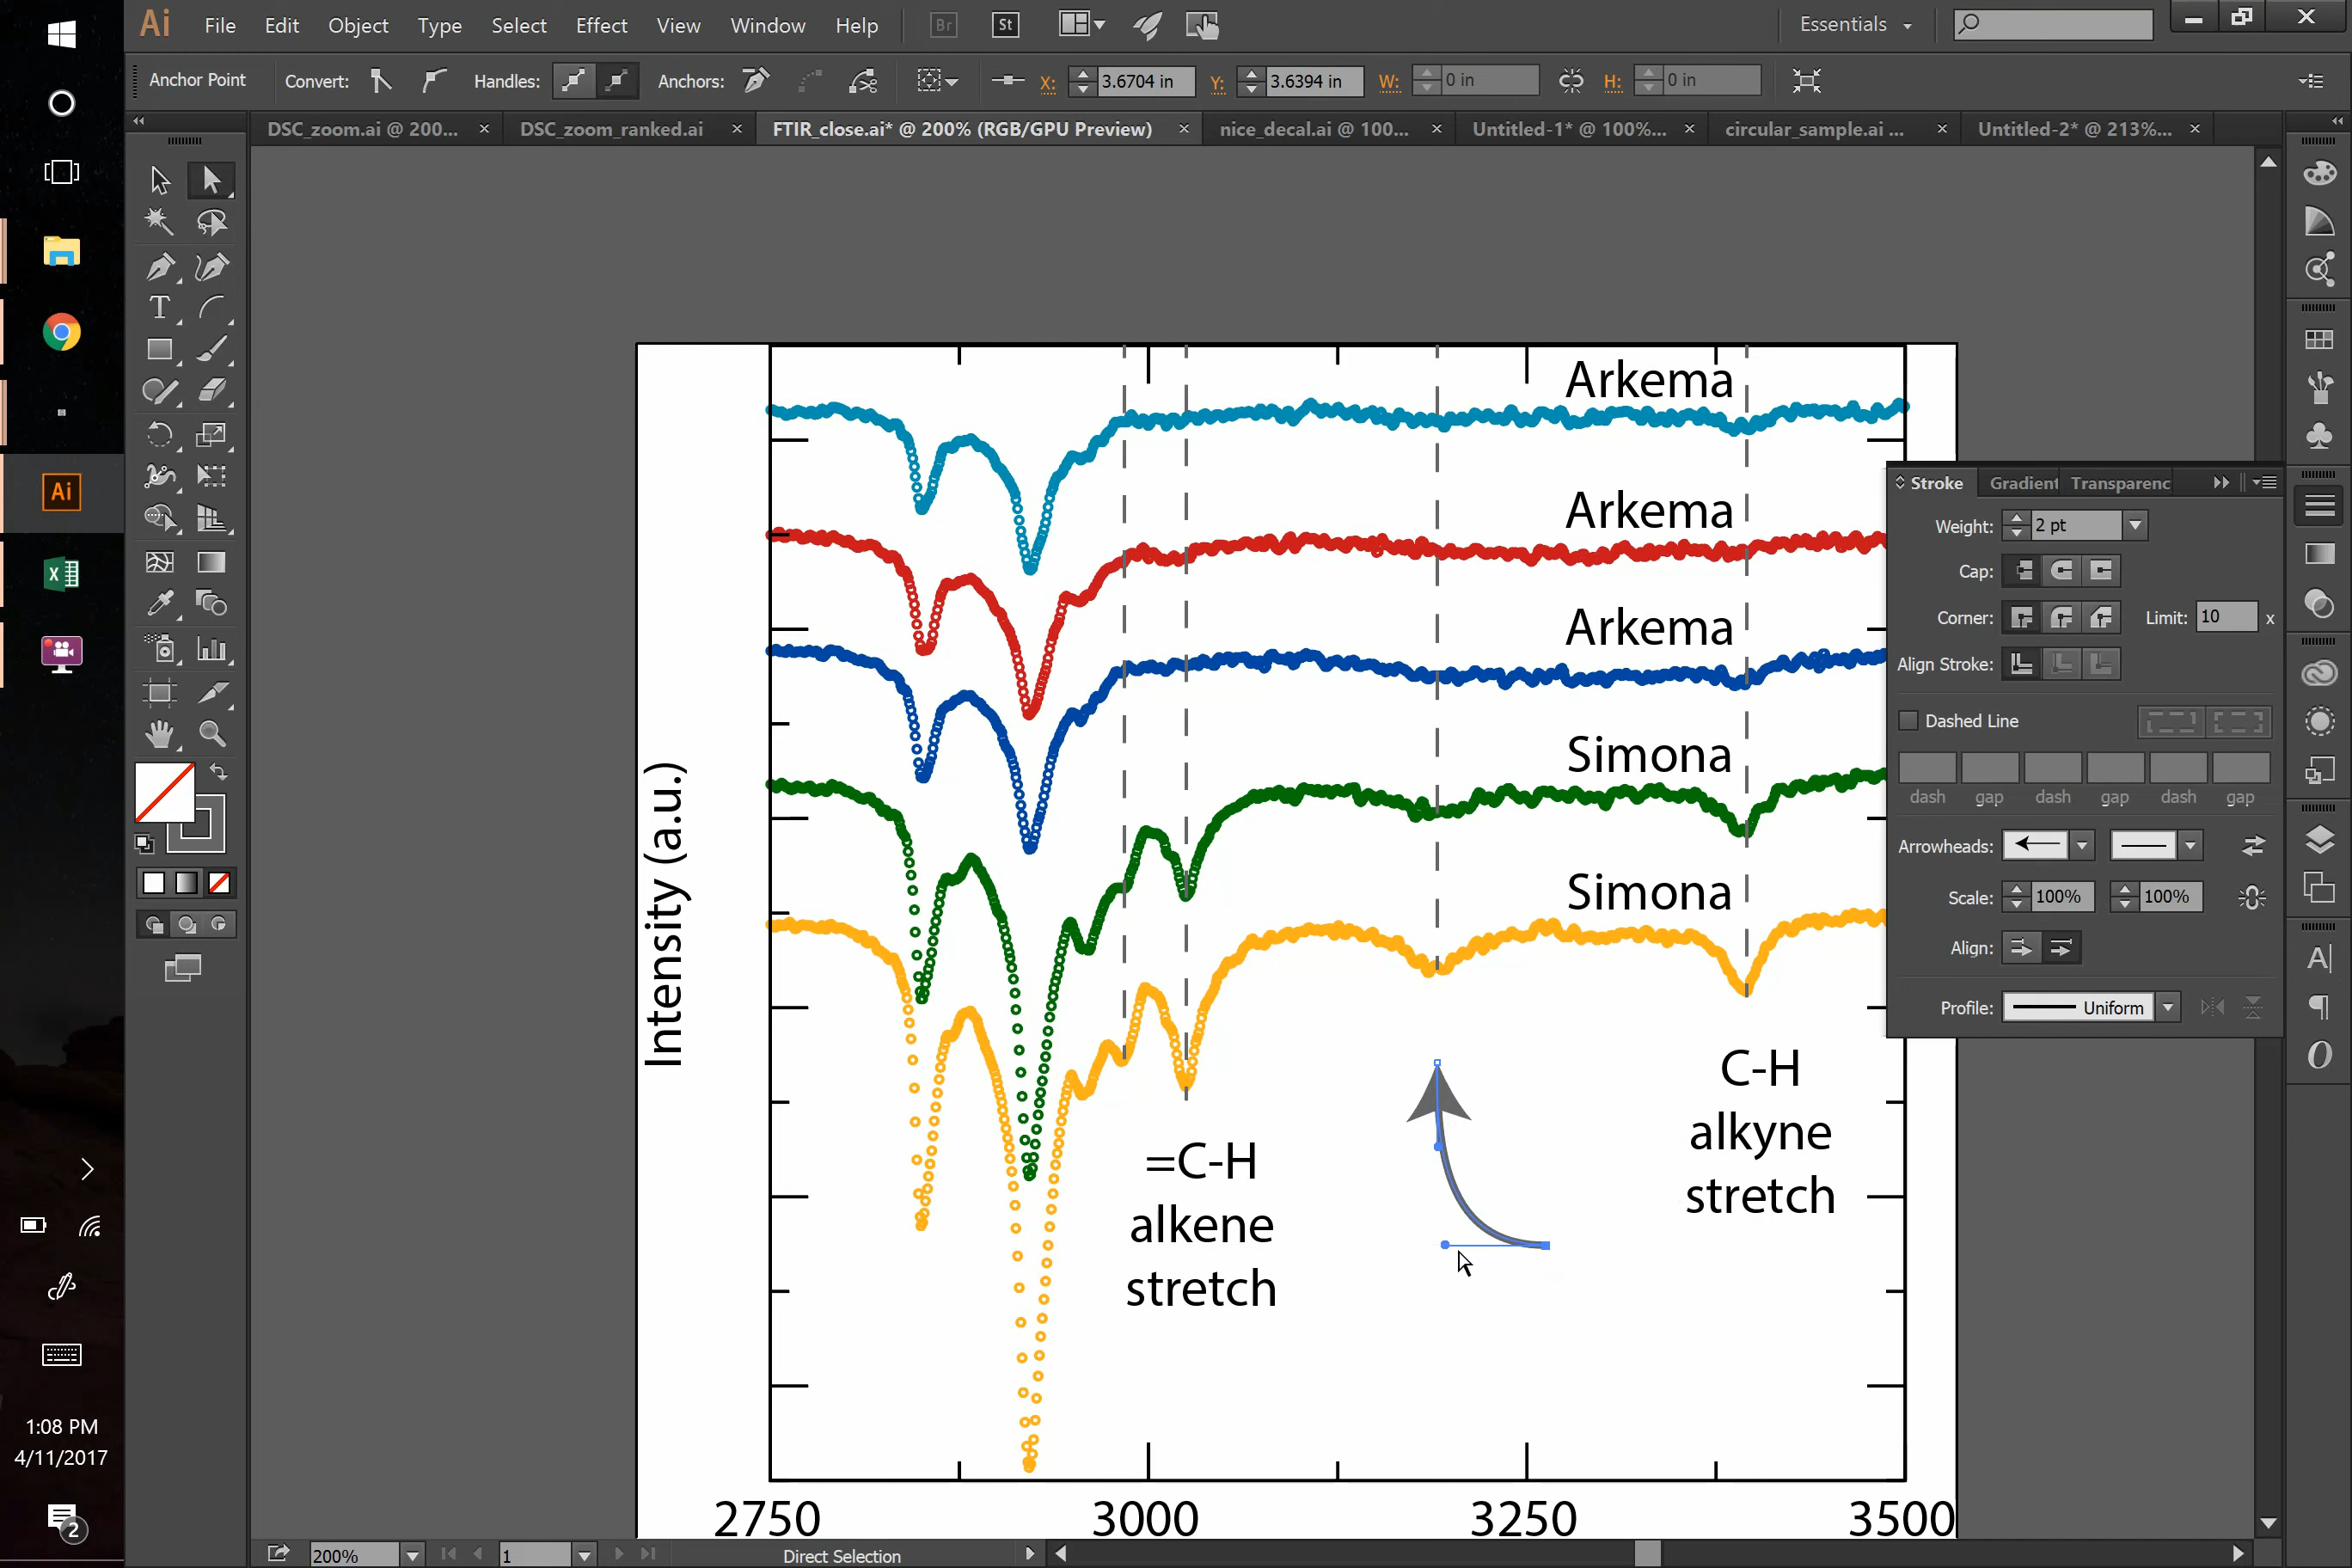 Ai File Edit Object Type Select Effect View Window Help Br St Essentials
Anchor Point Convert: Handles: Anchors: X: 3.6704 in Y: 3.6394 in W: 0 in H: 0 in
DSC_zoom.ai @ 200... × DSC_zoom_ranked.ai × FTIR_close.ai* @ 200% (RGB/GPU Preview) × nice_decal.ai @ 100... × Untitled-1* @ 100%... × circular_sample.ai ... × Untitled-2* @ 213%... ×
Arkema
Arkema
Arkema
Simona
Simona
Intensity (a.u.)
=C-H
alkene
stretch
C-H
alkyne
stretch
2750 3000 3250 3500
Stroke Gradient Transparenc
Weight: 2 pt
Cap:
Corner: Limit: 10 x
Align Stroke:
Dashed Line
dash gap dash gap dash gap
Arrowheads:
Scale: 100% 100%
Align:
Profile: Uniform
Ai
1:08 PM
4/11/2017
2
200% 1 Direct Selection